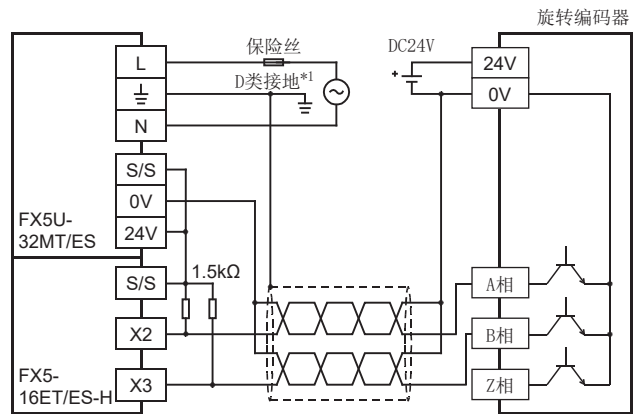 旋转编码器
保险丝
DC24V
L
D类接地*1
24V
0V
N
S/S
0V
24V
FX5U-
32MT/ES
S/S
1.5kΩ
A相
X2
B相
FX5-
16ET/ES-H
X3
Z相